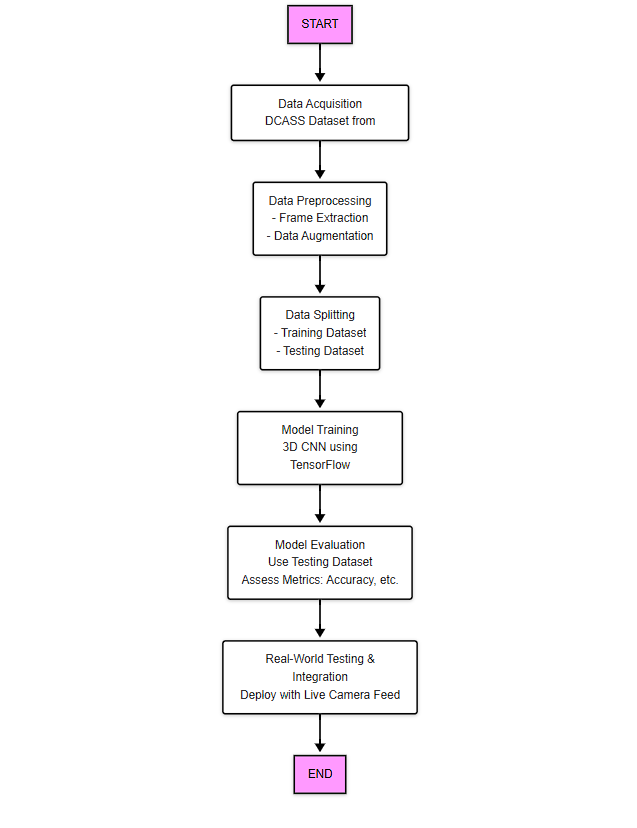 START
Data Acquisition
DCASS Dataset from
Data Preprocessing
- Frame Extraction
- Data Augmentation
Data Splitting
- Training Dataset
- Testing Dataset
Model Training
3D CNN using
TensorFlow
Model Evaluation
Use Testing Dataset
Assess Metrics: Accuracy, etc.
Real-World Testing &
Integration
Deploy with Live Camera Feed
END